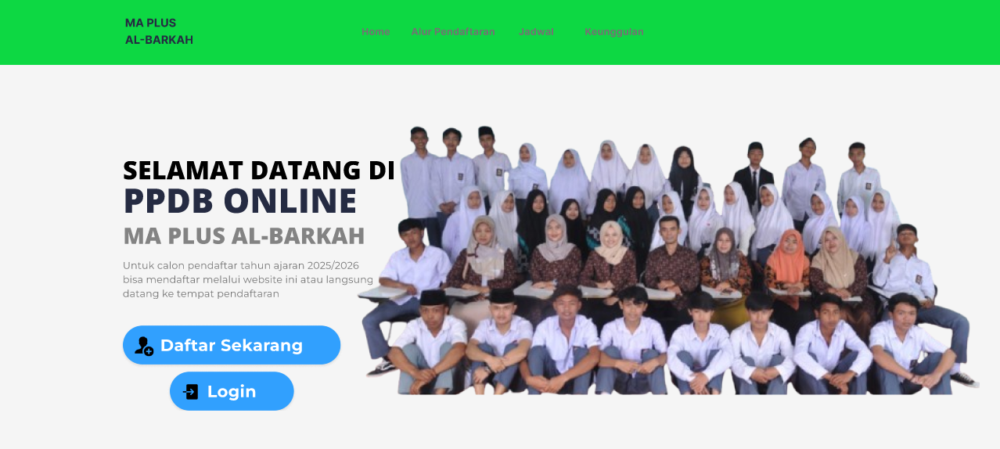 MA PLUS
AL-BARKAH
Home Alur Pendaftaran Jadwal Keunggulan
SELAMAT DATANG DI
PPDB ONLINE
MA PLUS AL-BARKAH
Untuk calon pendaftar tahun ajaran 2025/2026
bisa mendaftar melalui website ini atau langsung
datang ke tempat pendaftaran
Daftar Sekarang
Login